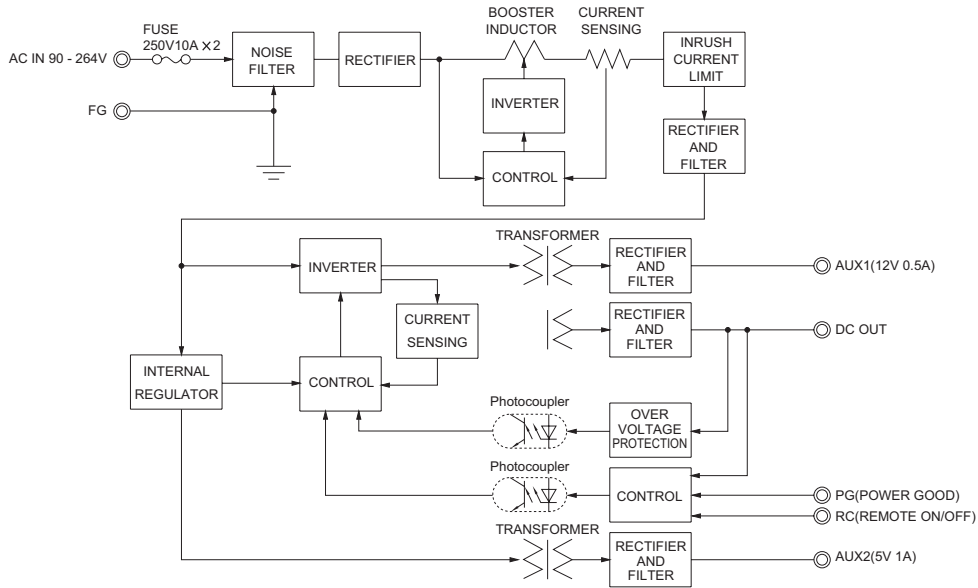 BOOSTER
INDUCTOR
CURRENT
SENSING
FUSE
250V10A ×2
AC IN 90 - 264V
NOISE
FILTER
RECTIFIER
INRUSH
CURRENT
LIMIT
FG
INVERTER
RECTIFIER
AND
FILTER
CONTROL
TRANSFORMER
INVERTER
RECTIFIER
AND
FILTER
AUX1(12V 0.5A)
CURRENT
SENSING
RECTIFIER
AND
FILTER
DC OUT
INTERNAL
REGULATOR
CONTROL
Photocoupler
OVER
VOLTAGE
PROTECTION
Photocoupler
CONTROL
PG(POWER GOOD)
RC(REMOTE ON/OFF)
TRANSFORMER
RECTIFIER
AND
FILTER
AUX2(5V 1A)